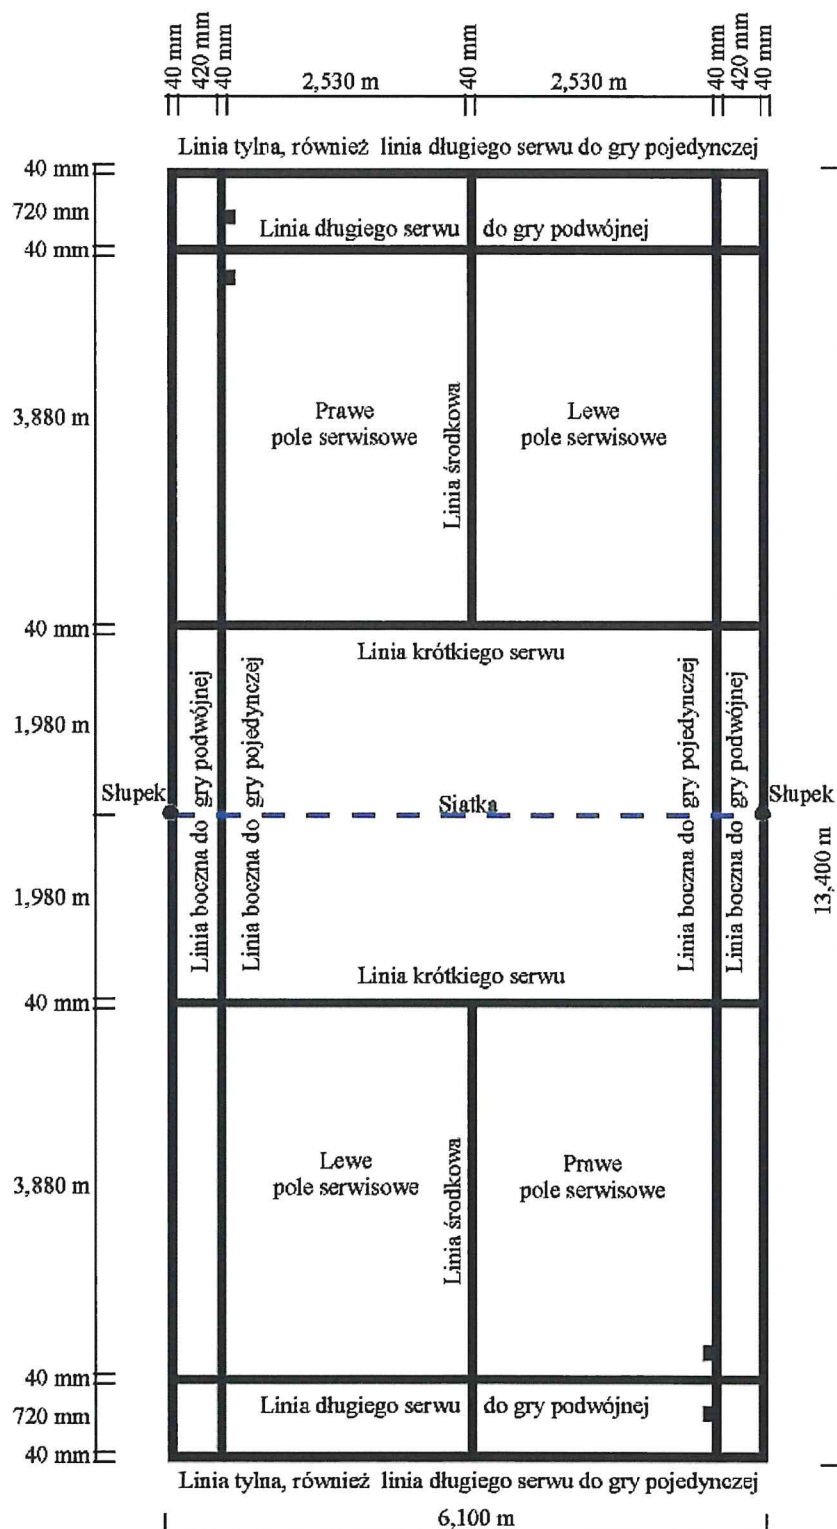 40 mm
420 mm
40 mm
2,530 m
40 mm
2,530 m
40 mm
420 mm
40 mm
Linia tylna, również linia długiego serwu do gry pojedynczej
40 mm
720 mm
Linia długiego serwu do gry podwójnej
40 mm
3,880 m
Prawe
pole serwisowe
Linia środkowa
Lewe
pole serwisowe
40 mm
Linia krótkiego serwu
1,980 m
Linia boczna do gry podwójnej
Linia boczna do gry pojedynczej
Linia boczna do gry pojedynczej
Linia boczna do gry podwójnej
Słupek
Siatka
Słupek
13,400 m
1,980 m
Linia krótkiego serwu
40 mm
3,880 m
Lewe
pole serwisowe
Linia środkowa
Prawe
pole serwisowe
40 mm
Linia długiego serwu do gry podwójnej
720 mm
40 mm
Linia tylna, również linia długiego serwu do gry pojedynczej
6,100 m